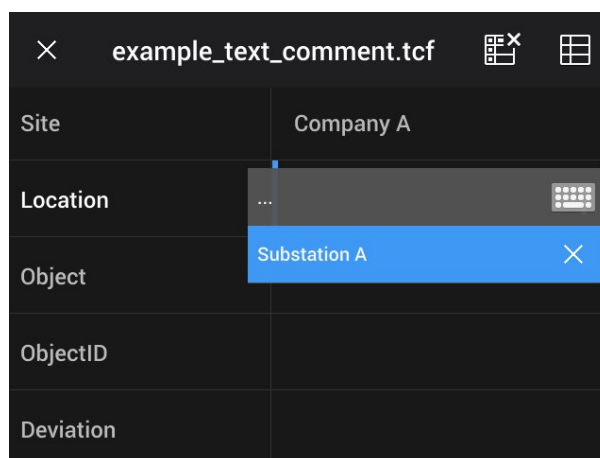 example_text_comment.tcf
Site Company A
Location ...
Substation A
Object
ObjectID
Deviation